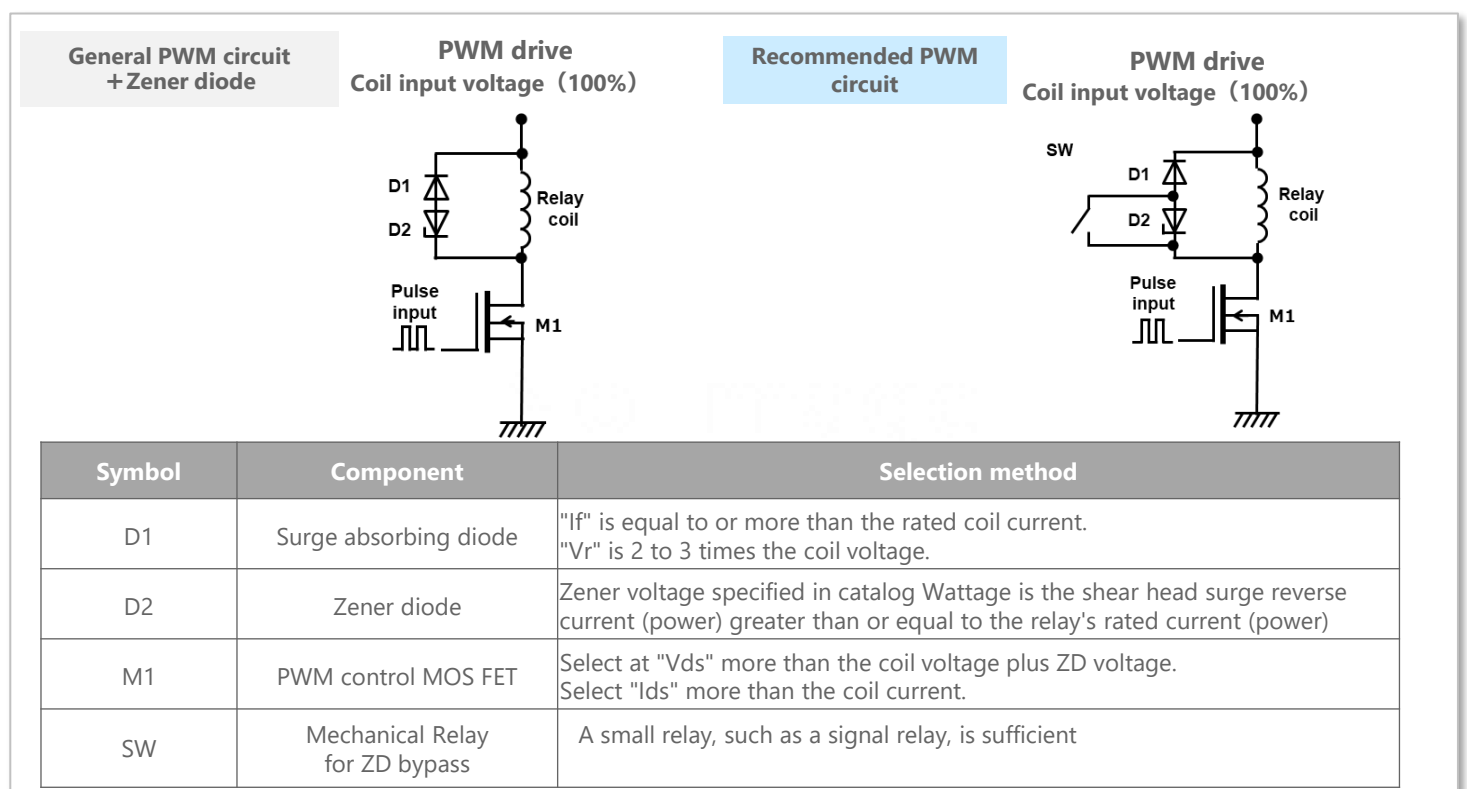 General PWM circuit
＋Zener diode
PWM drive
Coil input voltage（100%）
D1
D2
Relay
coil
Pulse
input
M1
Recommended PWM
circuit
PWM drive
Coil input voltage（100%）
SW
D1
D2
Relay
coil
Pulse
input
M1
Symbol Component Selection method
D1 Surge absorbing diode "If" is equal to or more than the rated coil current.
"Vr" is 2 to 3 times the coil voltage.
D2 Zener diode Zener voltage specified in catalog Wattage is the shear head surge reverse
current (power) greater than or equal to the relay's rated current (power)
M1 PWM control MOS FET Select at "Vds" more than the coil voltage plus ZD voltage.
Select "Ids" more than the coil current.
SW Mechanical Relay A small relay, such as a signal relay, is sufficient
for ZD bypass